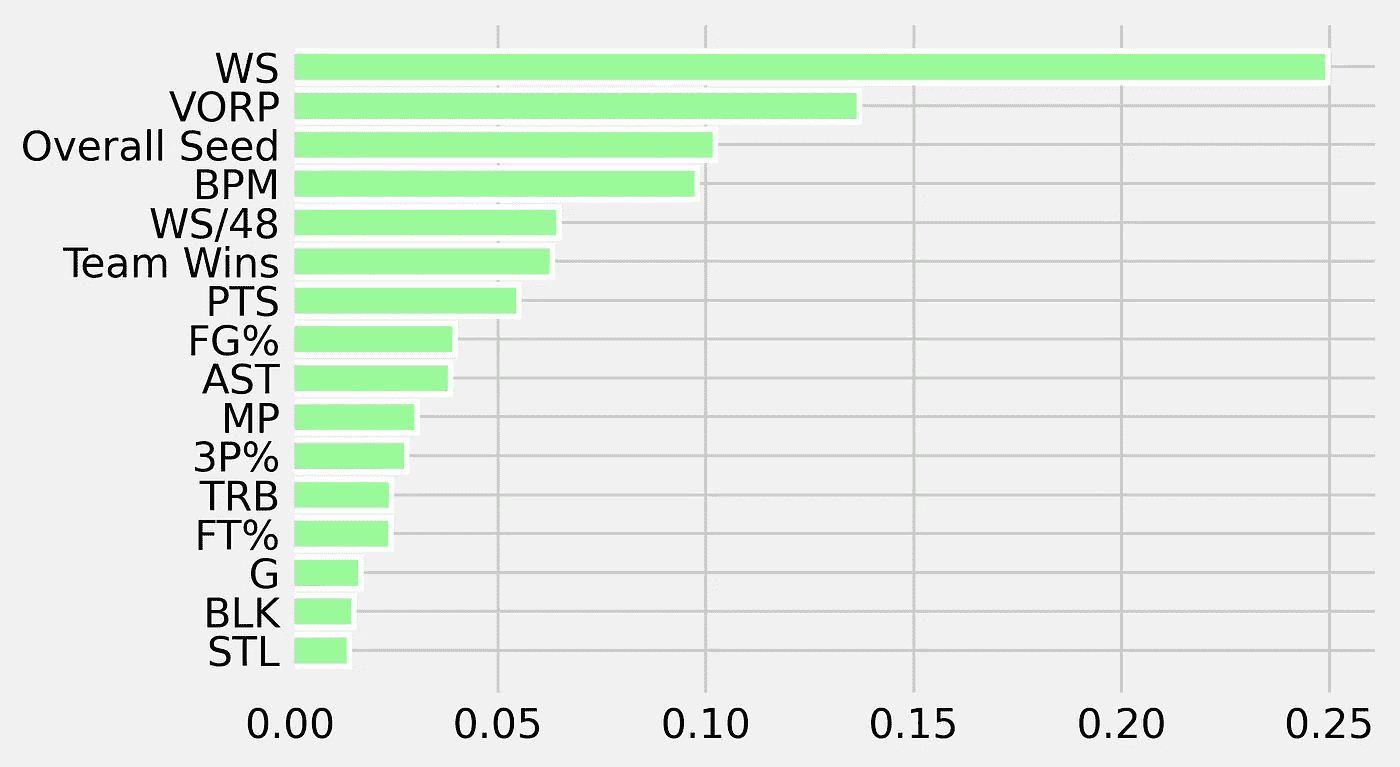 WS
VORP
Overall Seed
BPM
WS/48
Team Wins
PTS
FG%
AST
MP
3P%
TRB
FT%
G
BLK
STL
0.00 0.05 0.10 0.15 0.20 0.25